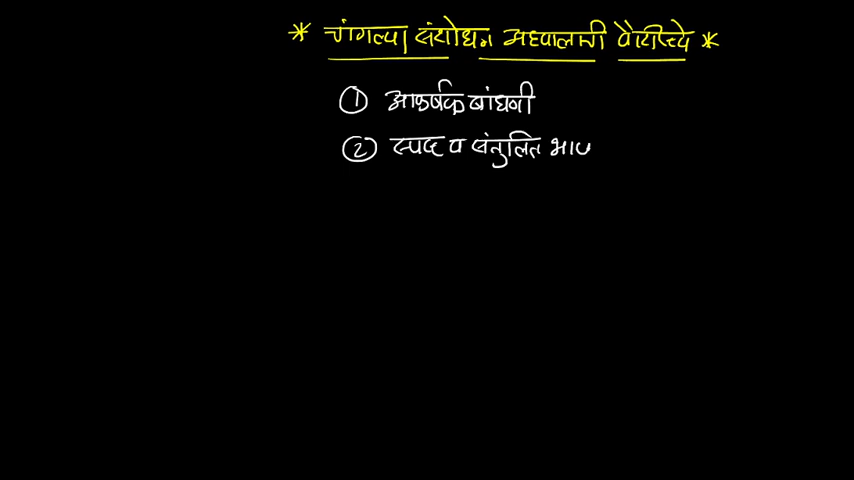 * चांगल्या संशोधन अहवालाची वैशिष्ट्ये *
① आकर्षक बांधणी
② स्पष्ट व संतुलित भाष